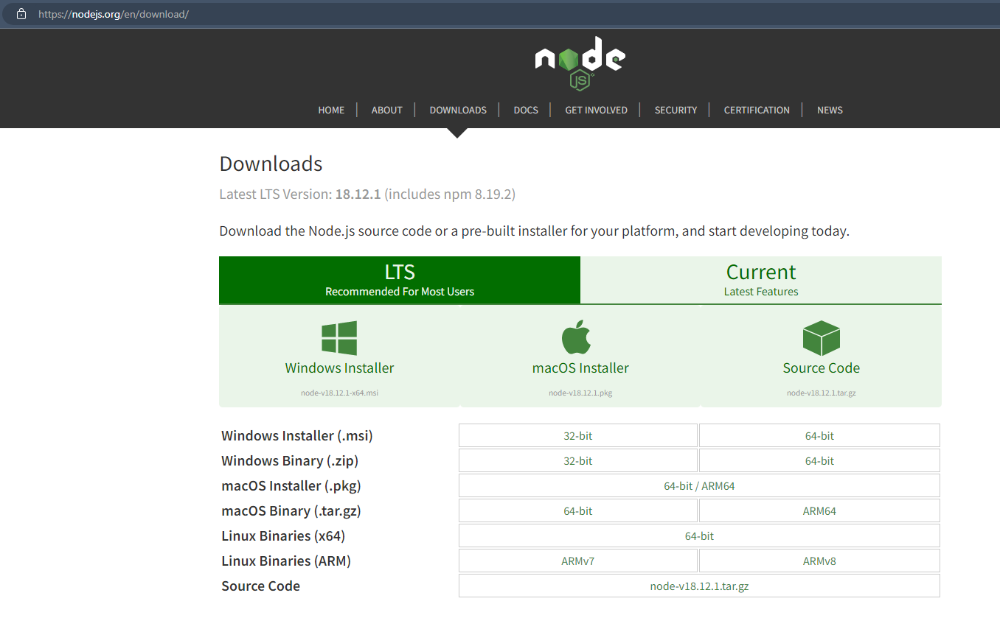 https://nodejs.org/en/download/
node
JS
HOME ABOUT DOWNLOADS DOCS GET INVOLVED SECURITY CERTIFICATION NEWS
Downloads
Latest LTS Version: 18.12.1 (includes npm 8.19.2)
Download the Node.js source code or a pre-built installer for your platform, and start developing today.
LTS
Recommended For Most Users
Current
Latest Features
Windows Installer
node-v18.12.1-x64.msi
macOS Installer
node-v18.12.1.pkg
Source Code
node-v18.12.1.tar.gz
Windows Installer (.msi) 32-bit 64-bit
Windows Binary (.zip) 32-bit 64-bit
macOS Installer (.pkg) 64-bit / ARM64
macOS Binary (.tar.gz) 64-bit ARM64
Linux Binaries (x64) 64-bit
Linux Binaries (ARM) ARMv7 ARMv8
Source Code node-v18.12.1.tar.gz